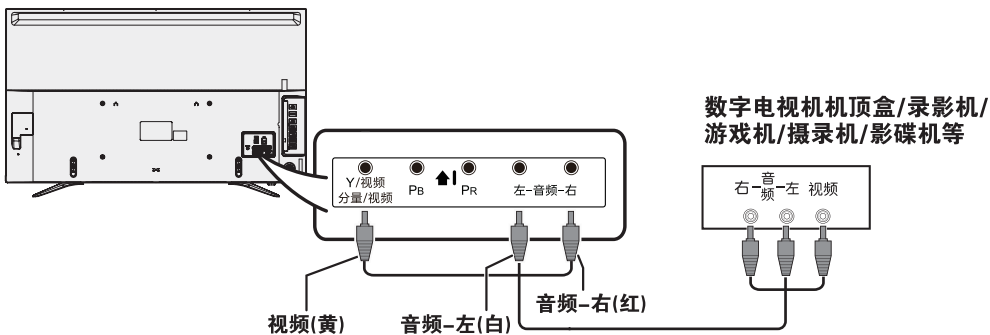 数字电视机机顶盒/录影机/
游戏机/摄录机/影碟机等
Y/视频
分量/视频
PB
PR
左-音频-右
右-音频-左 视频
视频(黄)
音频-左(白)
音频-右(红)